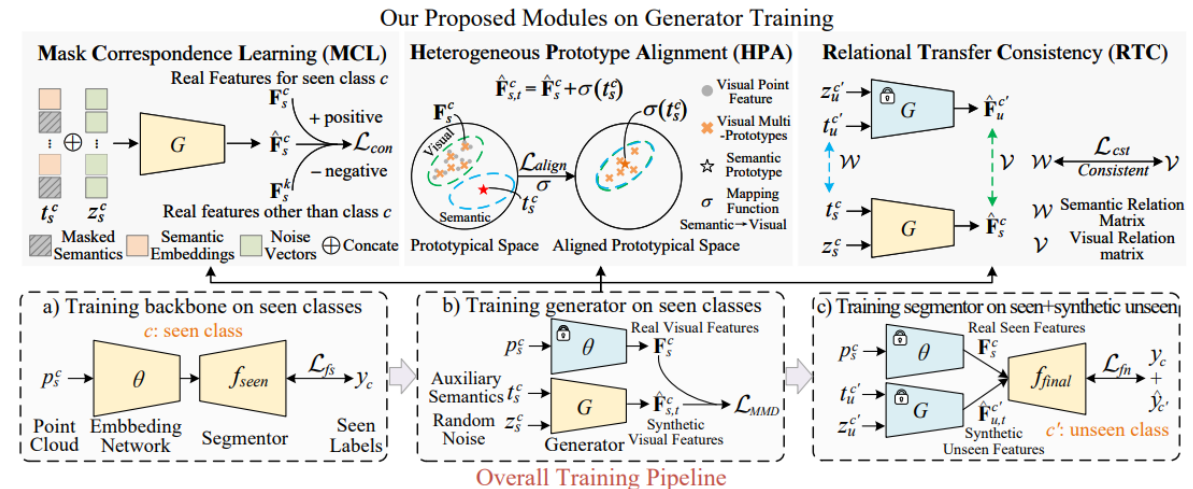 Our Proposed Modules on Generator Training
Mask Correspondence Learning (MCL)
Real Features for seen class c
F_s^c
+ positive
G
F̂_s^c
L_con
− negative
F_s^k
Real features other than class c
t_s^c z_s^c
Masked Semantics
Semantic Embeddings
Noise Vectors
⊕ Concate
Heterogeneous Prototype Alignment (HPA)
F̂_{s,t}^c = F̂_s^c + σ(t_s^c)
F_s^c
Visual
Semantic
t_s^c
L_align
σ
σ(t_s^c)
Prototypical Space
Aligned Prototypical Space
Visual Point Feature
Visual Multi
-Prototypes
Semantic Prototype
σ Mapping Function
Semantic→Visual
Relational Transfer Consistency (RTC)
z_u^{c'}
t_u^{c'}
G
F̂_u^{c'}
W
V
t_s^c
z_s^c
G
F̂_s^c
L_cst
W Consistent V
W Semantic Relation Matrix
V Visual Relation matrix
a) Training backbone on seen classes
c: seen class
p_s^c
θ
f_seen
L_fs
y_c
Point Cloud
Embbeding Network
Segmentor
Seen Labels
b) Training generator on seen classes
Real Visual Features
p_s^c
θ
F_s^c
Auxiliary Semantics
t_s^c
Random Noise
z_s^c
G
F̂_{s,t}^c
L_MMD
Generator
Synthetic Visual Features
c) Training segmentor on seen+synthetic unseen
Real Seen Features
p_s^c
θ
F_s^c
t_u^{c'}
z_u^{c'}
G
F̂_{u,t}^{c'}
f_final
L_fn
y_c
+
ŷ_{c'}
Synthetic Unseen Features
c': unseen class
Overall Training Pipeline